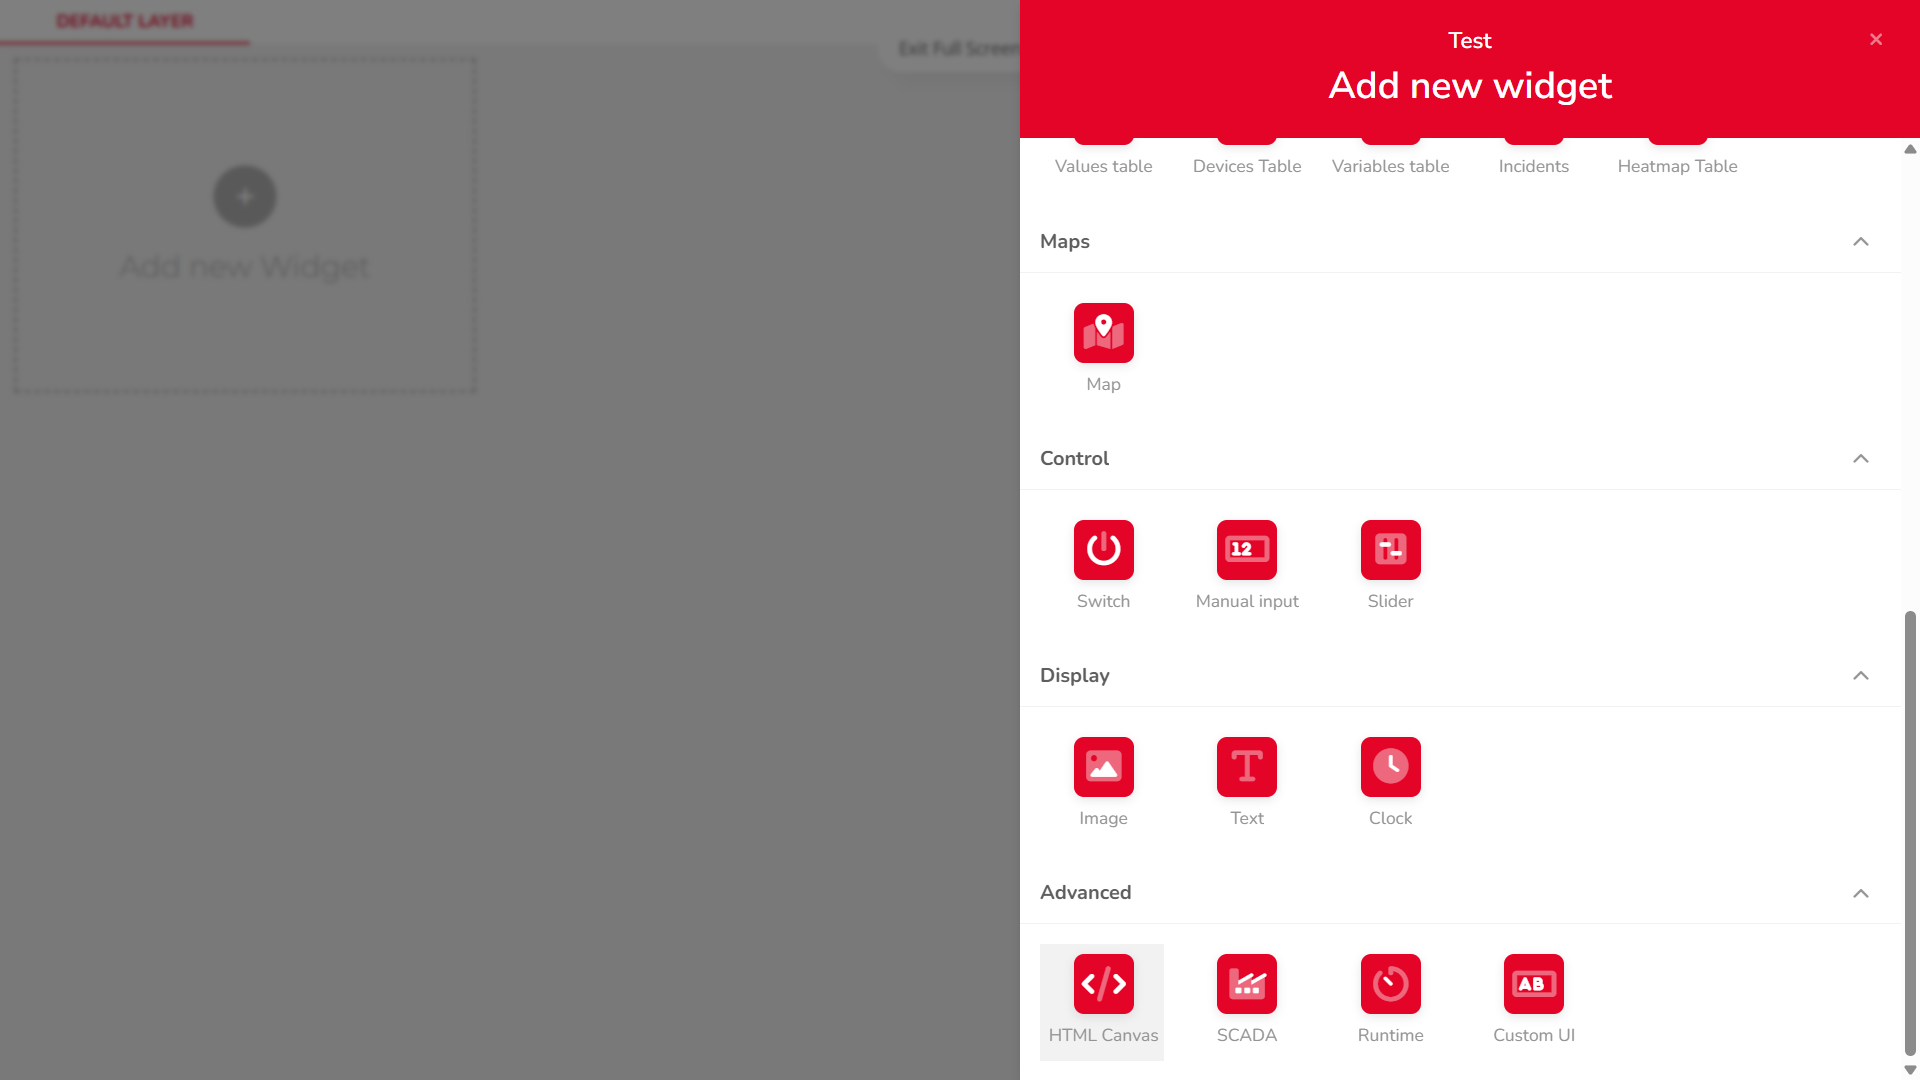 DEFAULT LAYER
Exit Full Screen
Add new Widget
Test
Add new widget
Values table
Devices Table
Variables table
Incidents
Heatmap Table
Maps
Map
Control
12
Switch
Manual input
Slider
Display
T
Image
Text
Clock
Advanced
AB
HTML Canvas
SCADA
Runtime
Custom UI